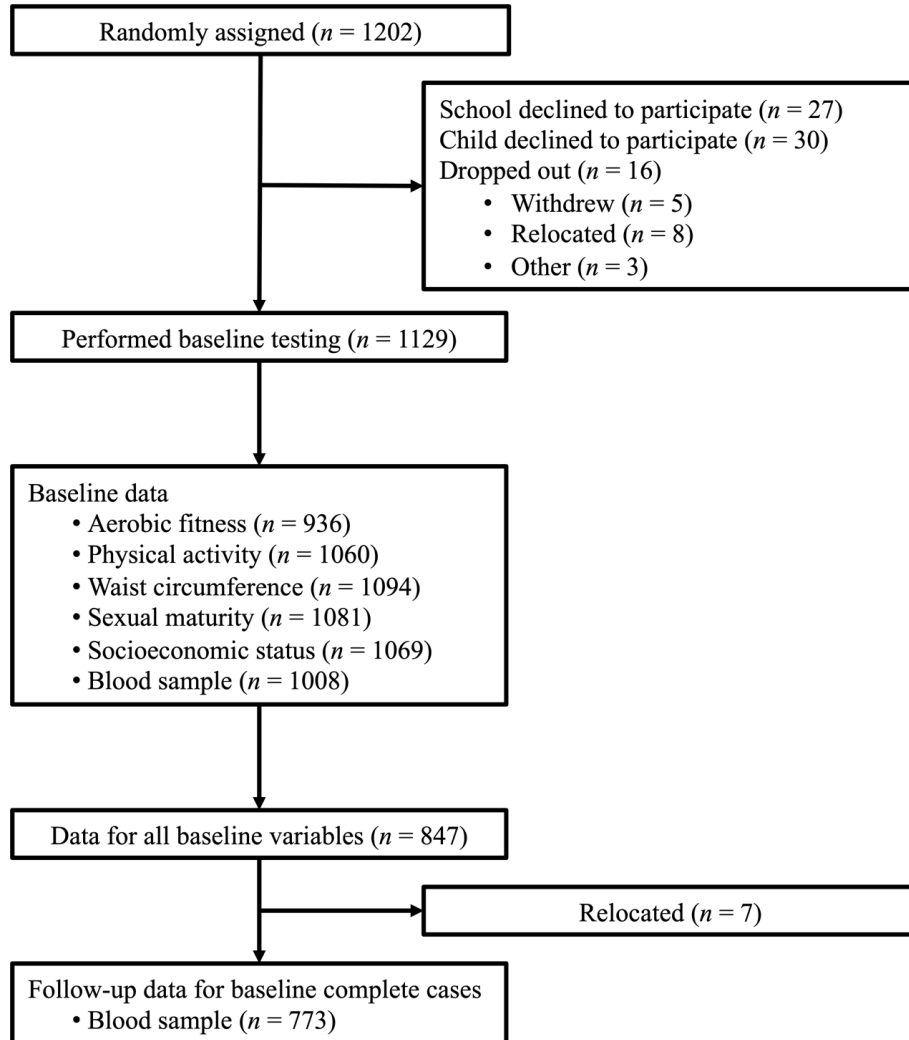 Randomly assigned (n = 1202)
School declined to participate (n = 27)
Child declined to participate (n = 30)
Dropped out (n = 16)
• Withdrew (n = 5)
• Relocated (n = 8)
• Other (n = 3)
Performed baseline testing (n = 1129)
Baseline data
• Aerobic fitness (n = 936)
• Physical activity (n = 1060)
• Waist circumference (n = 1094)
• Sexual maturity (n = 1081)
• Socioeconomic status (n = 1069)
• Blood sample (n = 1008)
Data for all baseline variables (n = 847)
Relocated (n = 7)
Follow-up data for baseline complete cases
• Blood sample (n = 773)